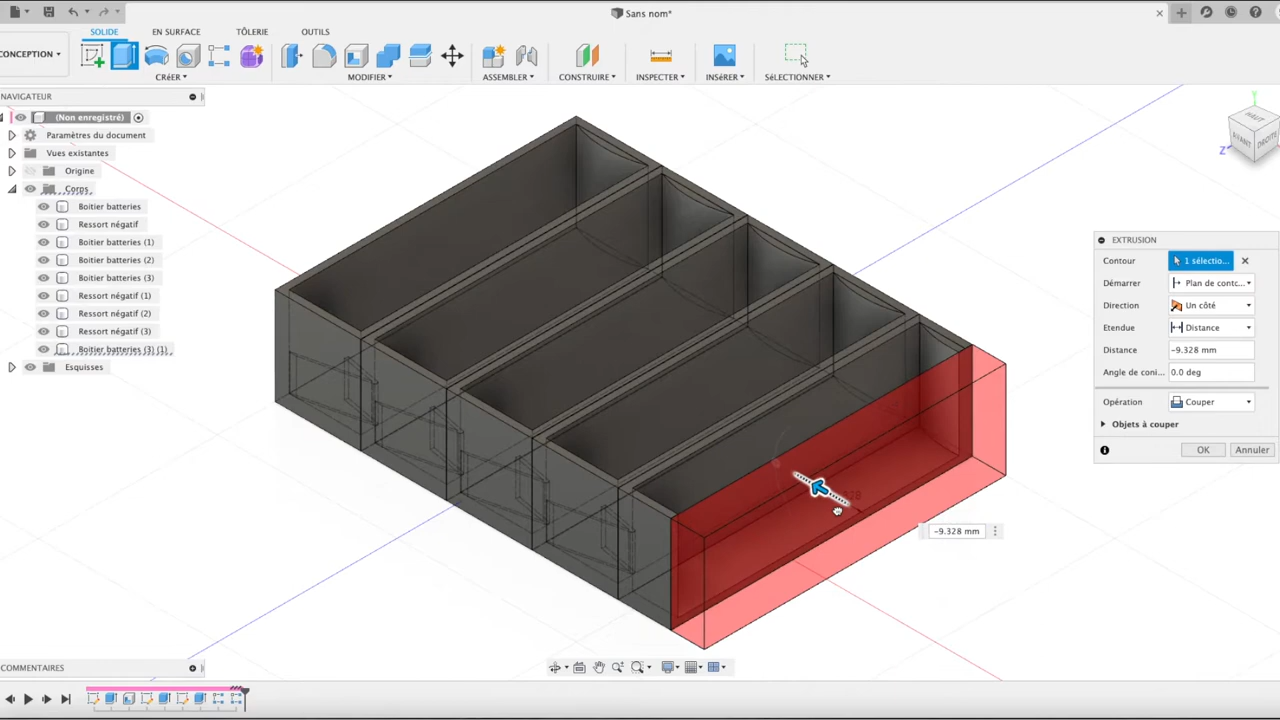 Sans nom*
SOLIDE
EN SURFACE
TÔLERIE
OUTILS
CONCEPTION
CRÉER
MODIFIER
ASSEMBLER
CONSTRUIRE
INSPECTER
INSÉRER
SÉLECTIONNER
NAVIGATEUR
(Non enregistré)
Paramètres du document
Vues existantes
Origine
Corps
Boitier batteries
Ressort négatif
Boitier batteries (1)
Boitier batteries (2)
Boitier batteries (3)
Ressort négatif (1)
Ressort négatif (2)
Ressort négatif (3)
Boitier batteries (3) (1)
Esquisses
Y
HAUT
AVANT
DROITE
Z
EXTRUSION
Contour
1 sélectio...
Démarrer
Plan de contc...
Direction
Un côté
Etendue
Distance
Distance
-9.328 mm
Angle de coni...
0.0 deg
Opération
Couper
Objets à couper
OK
Annuler
-9.328 mm
COMMENTAIRES